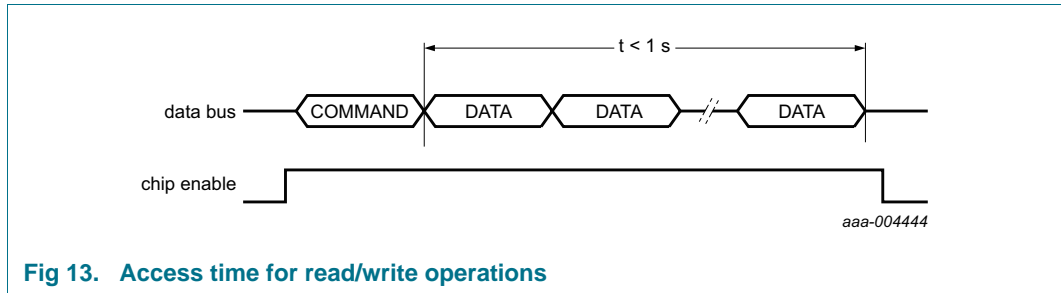 t < 1 s
data bus COMMAND DATA DATA DATA
chip enable
aaa-004444
Fig 13. Access time for read/write operations